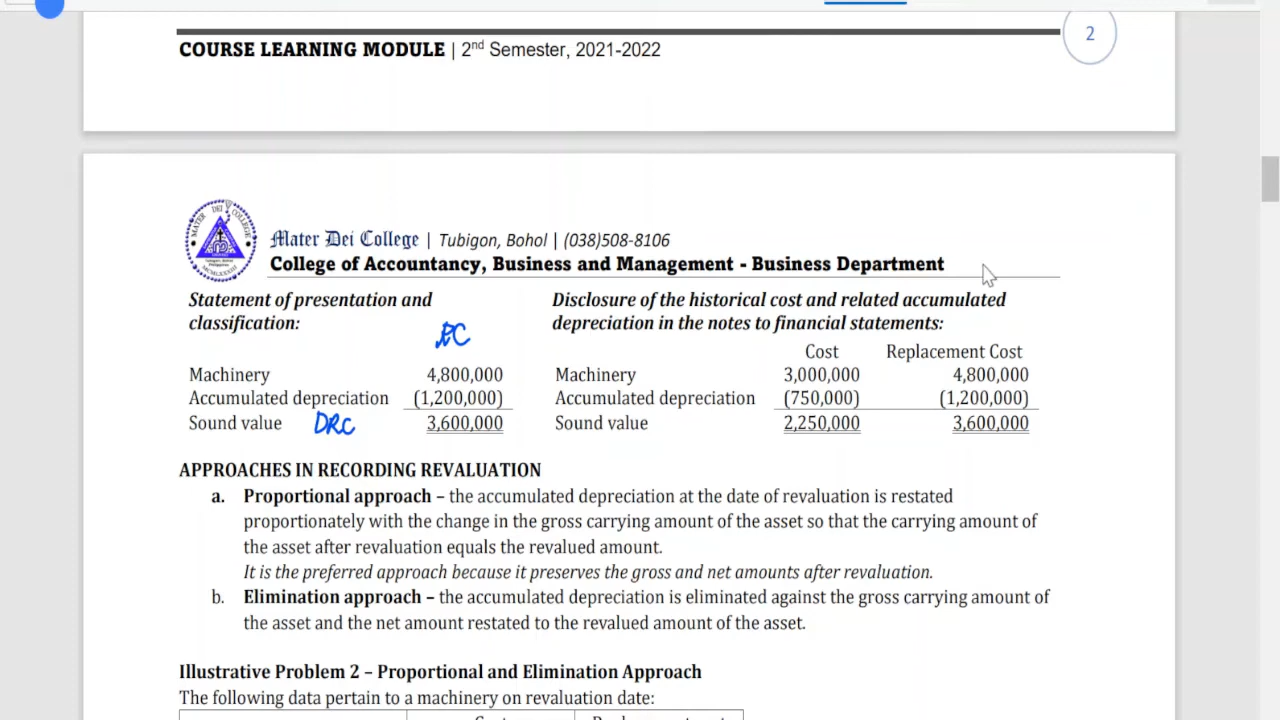 COURSE LEARNING MODULE | 2nd Semester, 2021-2022
2
Mater Dei College | Tubigon, Bohol | (038)508-8106
College of Accountancy, Business and Management - Business Department
Statement of presentation and
classification:
RC
Machinery 4,800,000
Accumulated depreciation (1,200,000)
Sound value DRC 3,600,000
Disclosure of the historical cost and related accumulated
depreciation in the notes to financial statements:
Cost Replacement Cost
Machinery 3,000,000 4,800,000
Accumulated depreciation (750,000) (1,200,000)
Sound value 2,250,000 3,600,000
APPROACHES IN RECORDING REVALUATION
a. Proportional approach – the accumulated depreciation at the date of revaluation is restated
proportionately with the change in the gross carrying amount of the asset so that the carrying amount of
the asset after revaluation equals the revalued amount.
It is the preferred approach because it preserves the gross and net amounts after revaluation.
b. Elimination approach – the accumulated depreciation is eliminated against the gross carrying amount of
the asset and the net amount restated to the revalued amount of the asset.
Illustrative Problem 2 – Proportional and Elimination Approach
The following data pertain to a machinery on revaluation date: